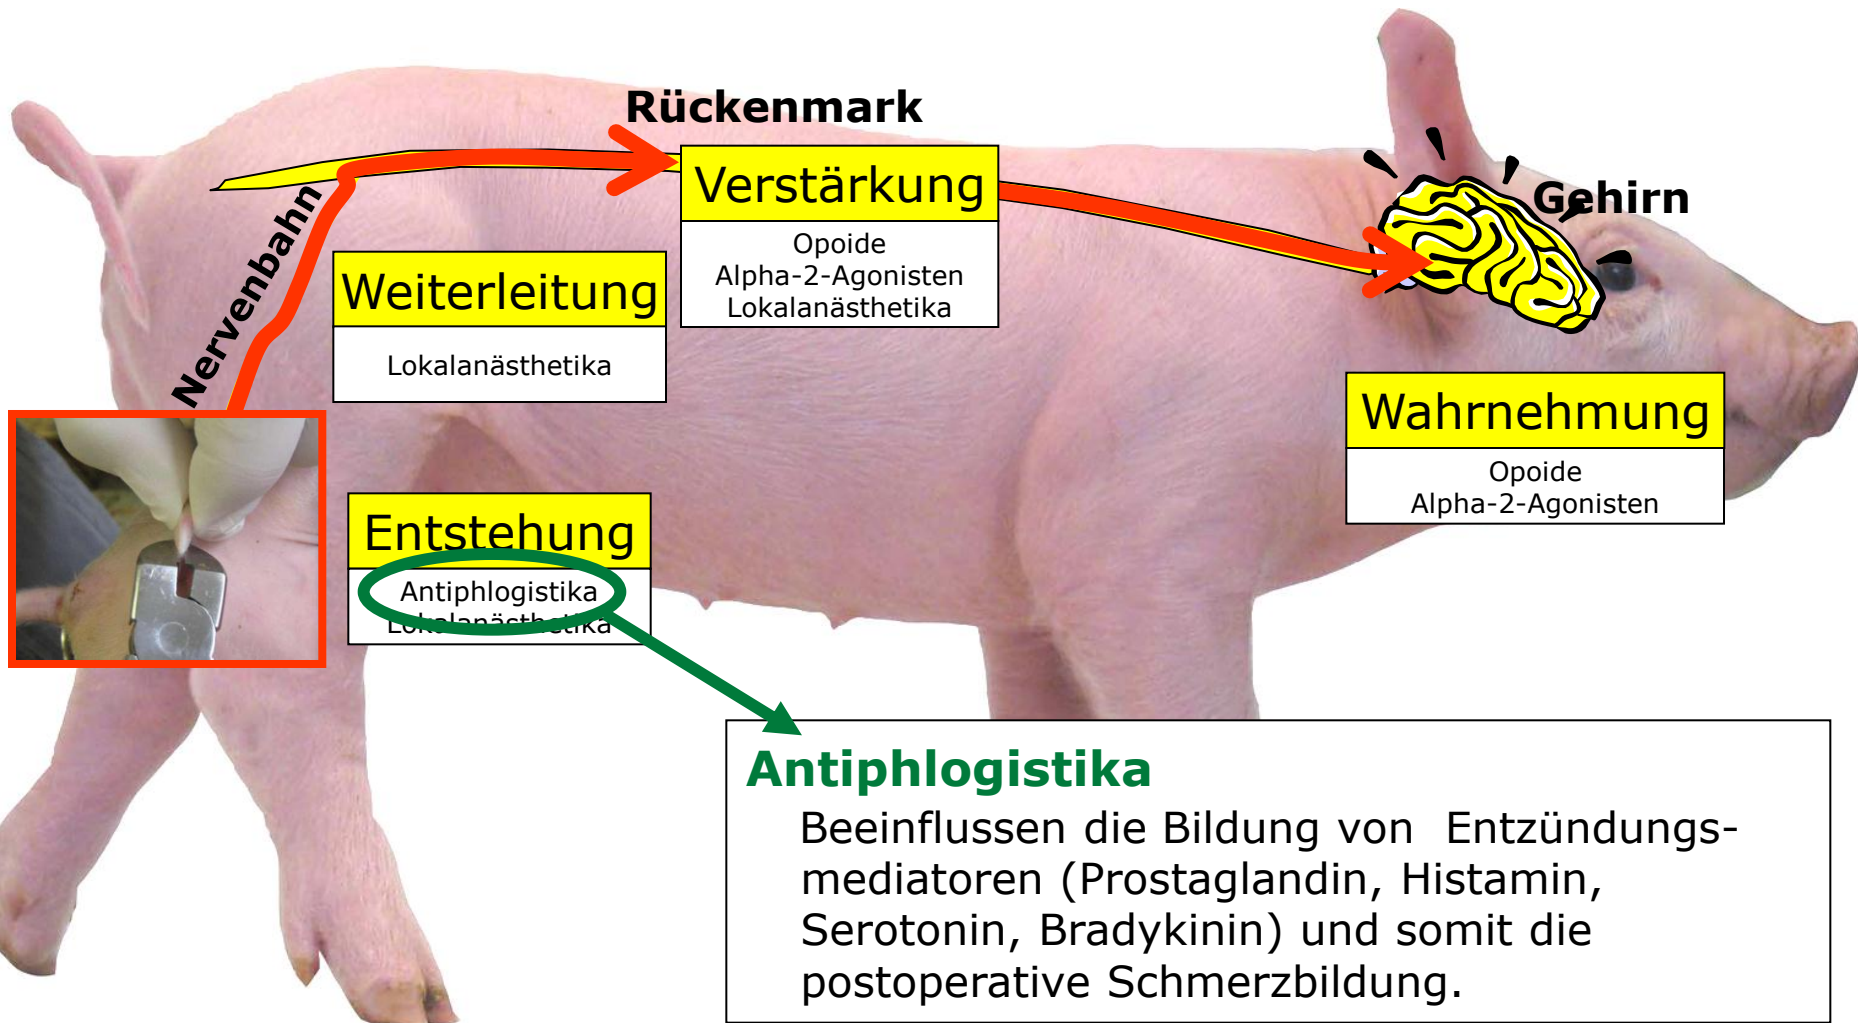 Rückenmark
Verstärkung
Opoide
Alpha-2-Agonisten
Lokalanästhetika
Gehirn
Nervenbahn
Weiterleitung
Lokalanästhetika
Wahrnehmung
Opoide
Alpha-2-Agonisten
Entstehung
Antiphlogistika
Lokalanästhetika
Antiphlogistika
Beeinflussen die Bildung von Entzündungs-
mediatoren (Prostaglandin, Histamin,
Serotonin, Bradykinin) und somit die
postoperative Schmerzbildung.